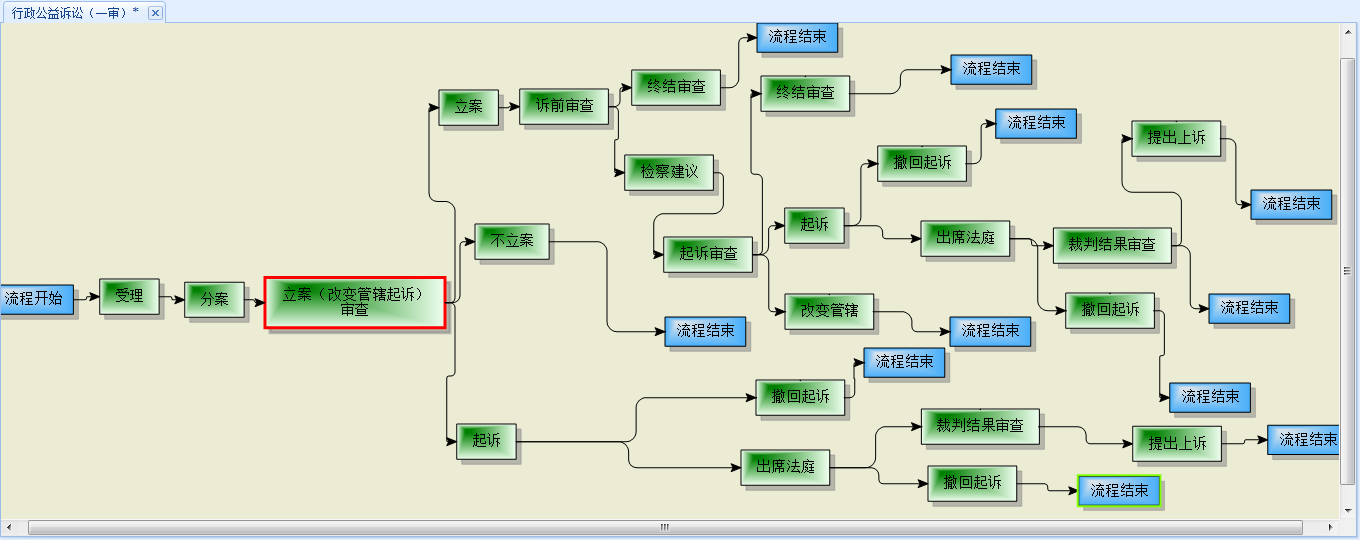 行政公益诉讼（一审）*
流程结束
流程结束
终结审查
终结审查
立案
诉前审查
流程结束
提出上诉
检察建议
撤回起诉
流程结束
起诉
不立案
出席法庭
裁判结果审查
起诉审查
流程开始
受理
分案
立案（改变管辖起诉）
审查
改变管辖
撤回起诉
流程结束
流程结束
流程结束
流程结束
撤回起诉
流程结束
起诉
裁判结果审查
提出上诉
流程结束
出席法庭
撤回起诉
流程结束